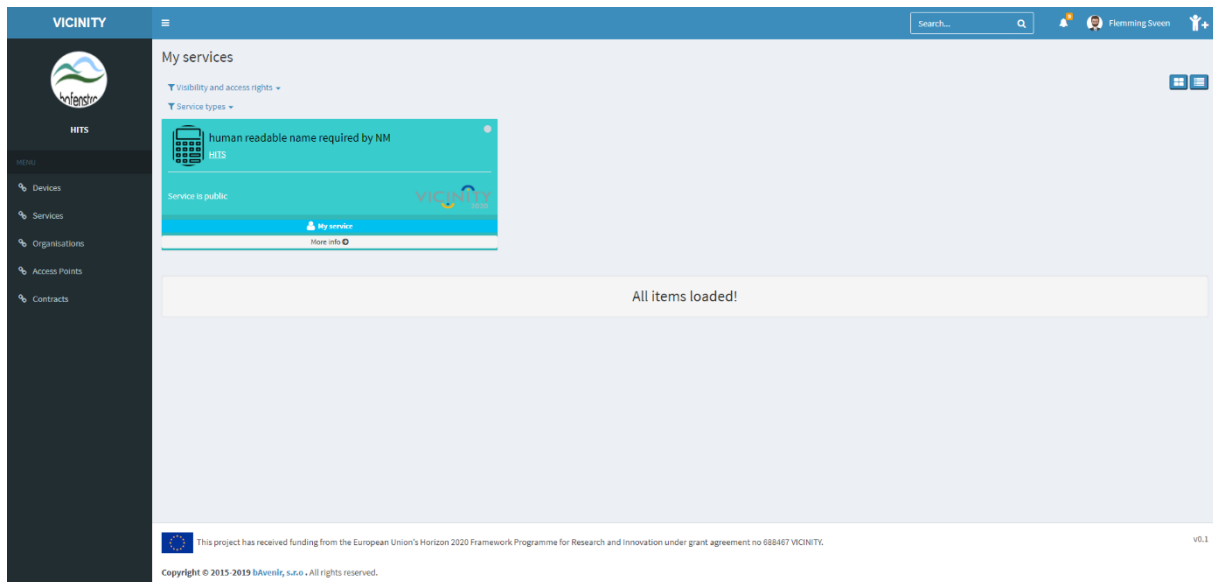 VICINITY
Search...
Flemming Sveen
My services
Visibility and access rights
Service types
HITS
MENU
Devices
Services
Organisations
Access Points
Contracts
human readable name required by NM
HITS
Service is public
VICINITY
My service
More info
All items loaded!
This project has received funding from the European Union's Horizon 2020 Framework Programme for Research and Innovation under grant agreement no 688467 VICINITY.
v0.1
Copyright © 2015-2019 bAvenir, s.r.o . All rights reserved.